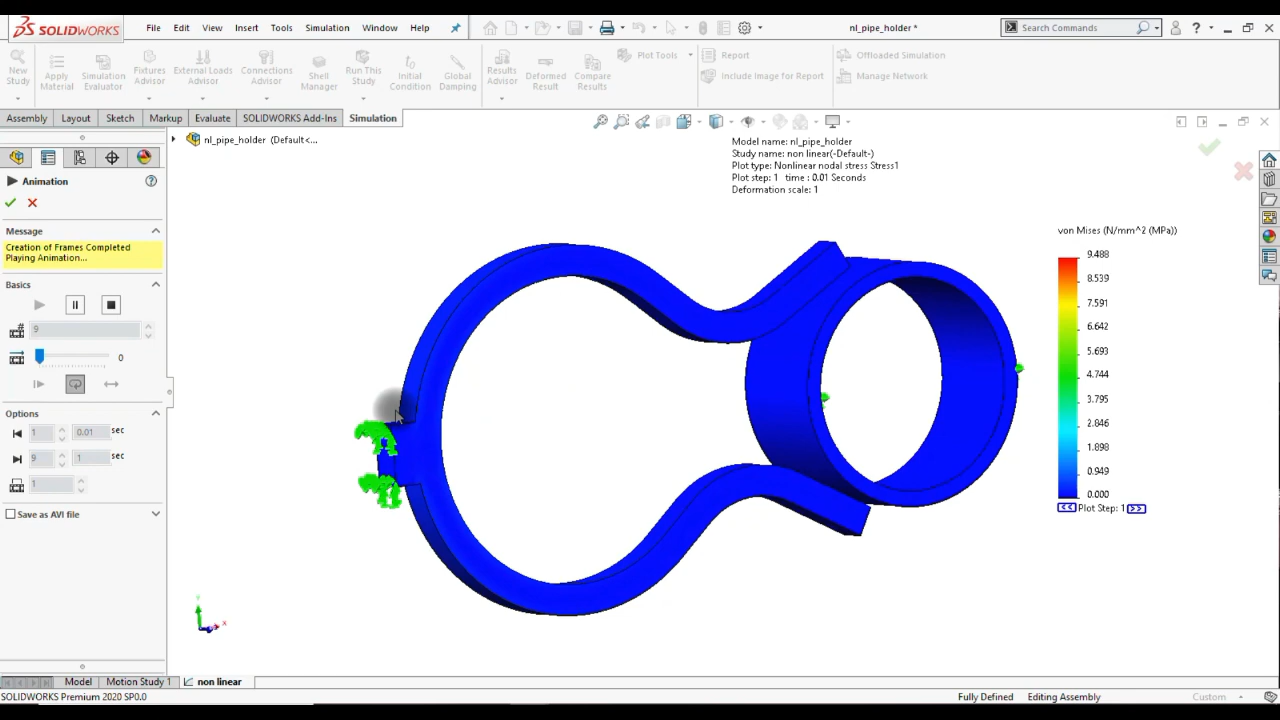 SOLIDWORKS File Edit View Insert Tools Simulation Window Help nl_pipe_holder * Search Commands ?
New Study
Apply Material
Simulation Evaluator
Fixtures Advisor
External Loads Advisor
Connections Advisor
Shell Manager
Run This Study
Initial Condition
Global Damping
Results Advisor
Deformed Result
Compare Results
Plot Tools
Report
Include Image for Report
Offloaded Simulation
Manage Network
Assembly Layout Sketch Markup Evaluate SOLIDWORKS Add-Ins Simulation
nl_pipe_holder (Default<...
Animation ?
Message
Creation of Frames Completed
Playing Animation...
Basics
9
0
Options
1 0.01 sec
9 1 sec
1
Save as AVI file
Model name: nl_pipe_holder
Study name: non linear(-Default-)
Plot type: Nonlinear nodal stress Stress1
Plot step: 1 time : 0.01 Seconds
Deformation scale: 1
von Mises (N/mm^2 (MPa))
9.488
8.539
7.591
6.642
5.693
4.744
3.795
2.846
1.898
0.949
0.000
<< Plot Step: 1 >>
Y
X
Model Motion Study 1 non linear
SOLIDWORKS Premium 2020 SP0.0 Fully Defined Editing Assembly Custom